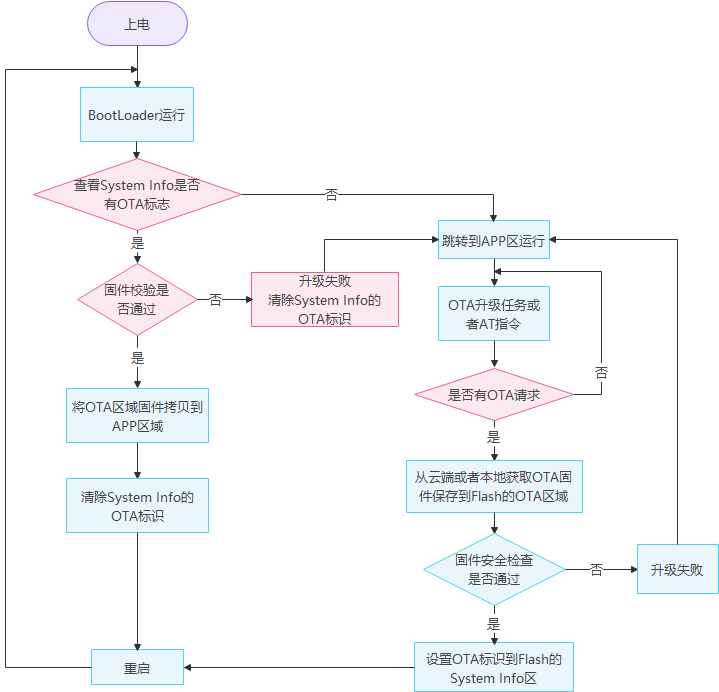 上电
BootLoader运行
查看System Info是否
有OTA标志
否
是
跳转到APP区运行
固件校验是
否通过
否
升级失败
清除System Info的
OTA标识
OTA升级任务或
者AT指令
是
否
是否有OTA请求
将OTA区域固件拷贝到
APP区域
是
从云端或者本地获取OTA固
件保存到Flash的OTA区域
清除System Info的
OTA标识
固件安全检查
是否通过
否
升级失败
是
重启
设置OTA标识到Flash的
System Info区